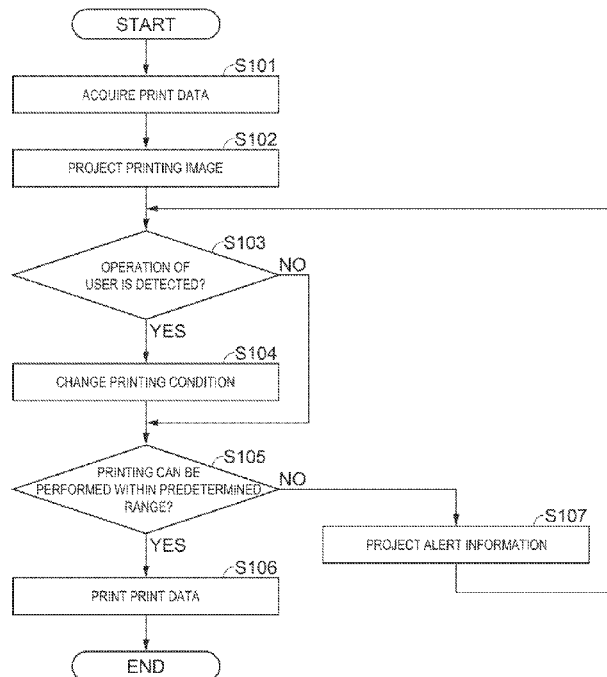 START
S101
ACQUIRE PRINT DATA
S102
PROJECT PRINTING IMAGE
S103
OPERATION OF
USER IS DETECTED?
NO
YES
S104
CHANGE PRINTING CONDITION
S105
PRINTING CAN BE
PERFORMED WITHIN PREDETERMINED
RANGE?
NO
YES
S107
PROJECT ALERT INFORMATION
S106
PRINT PRINT DATA
END